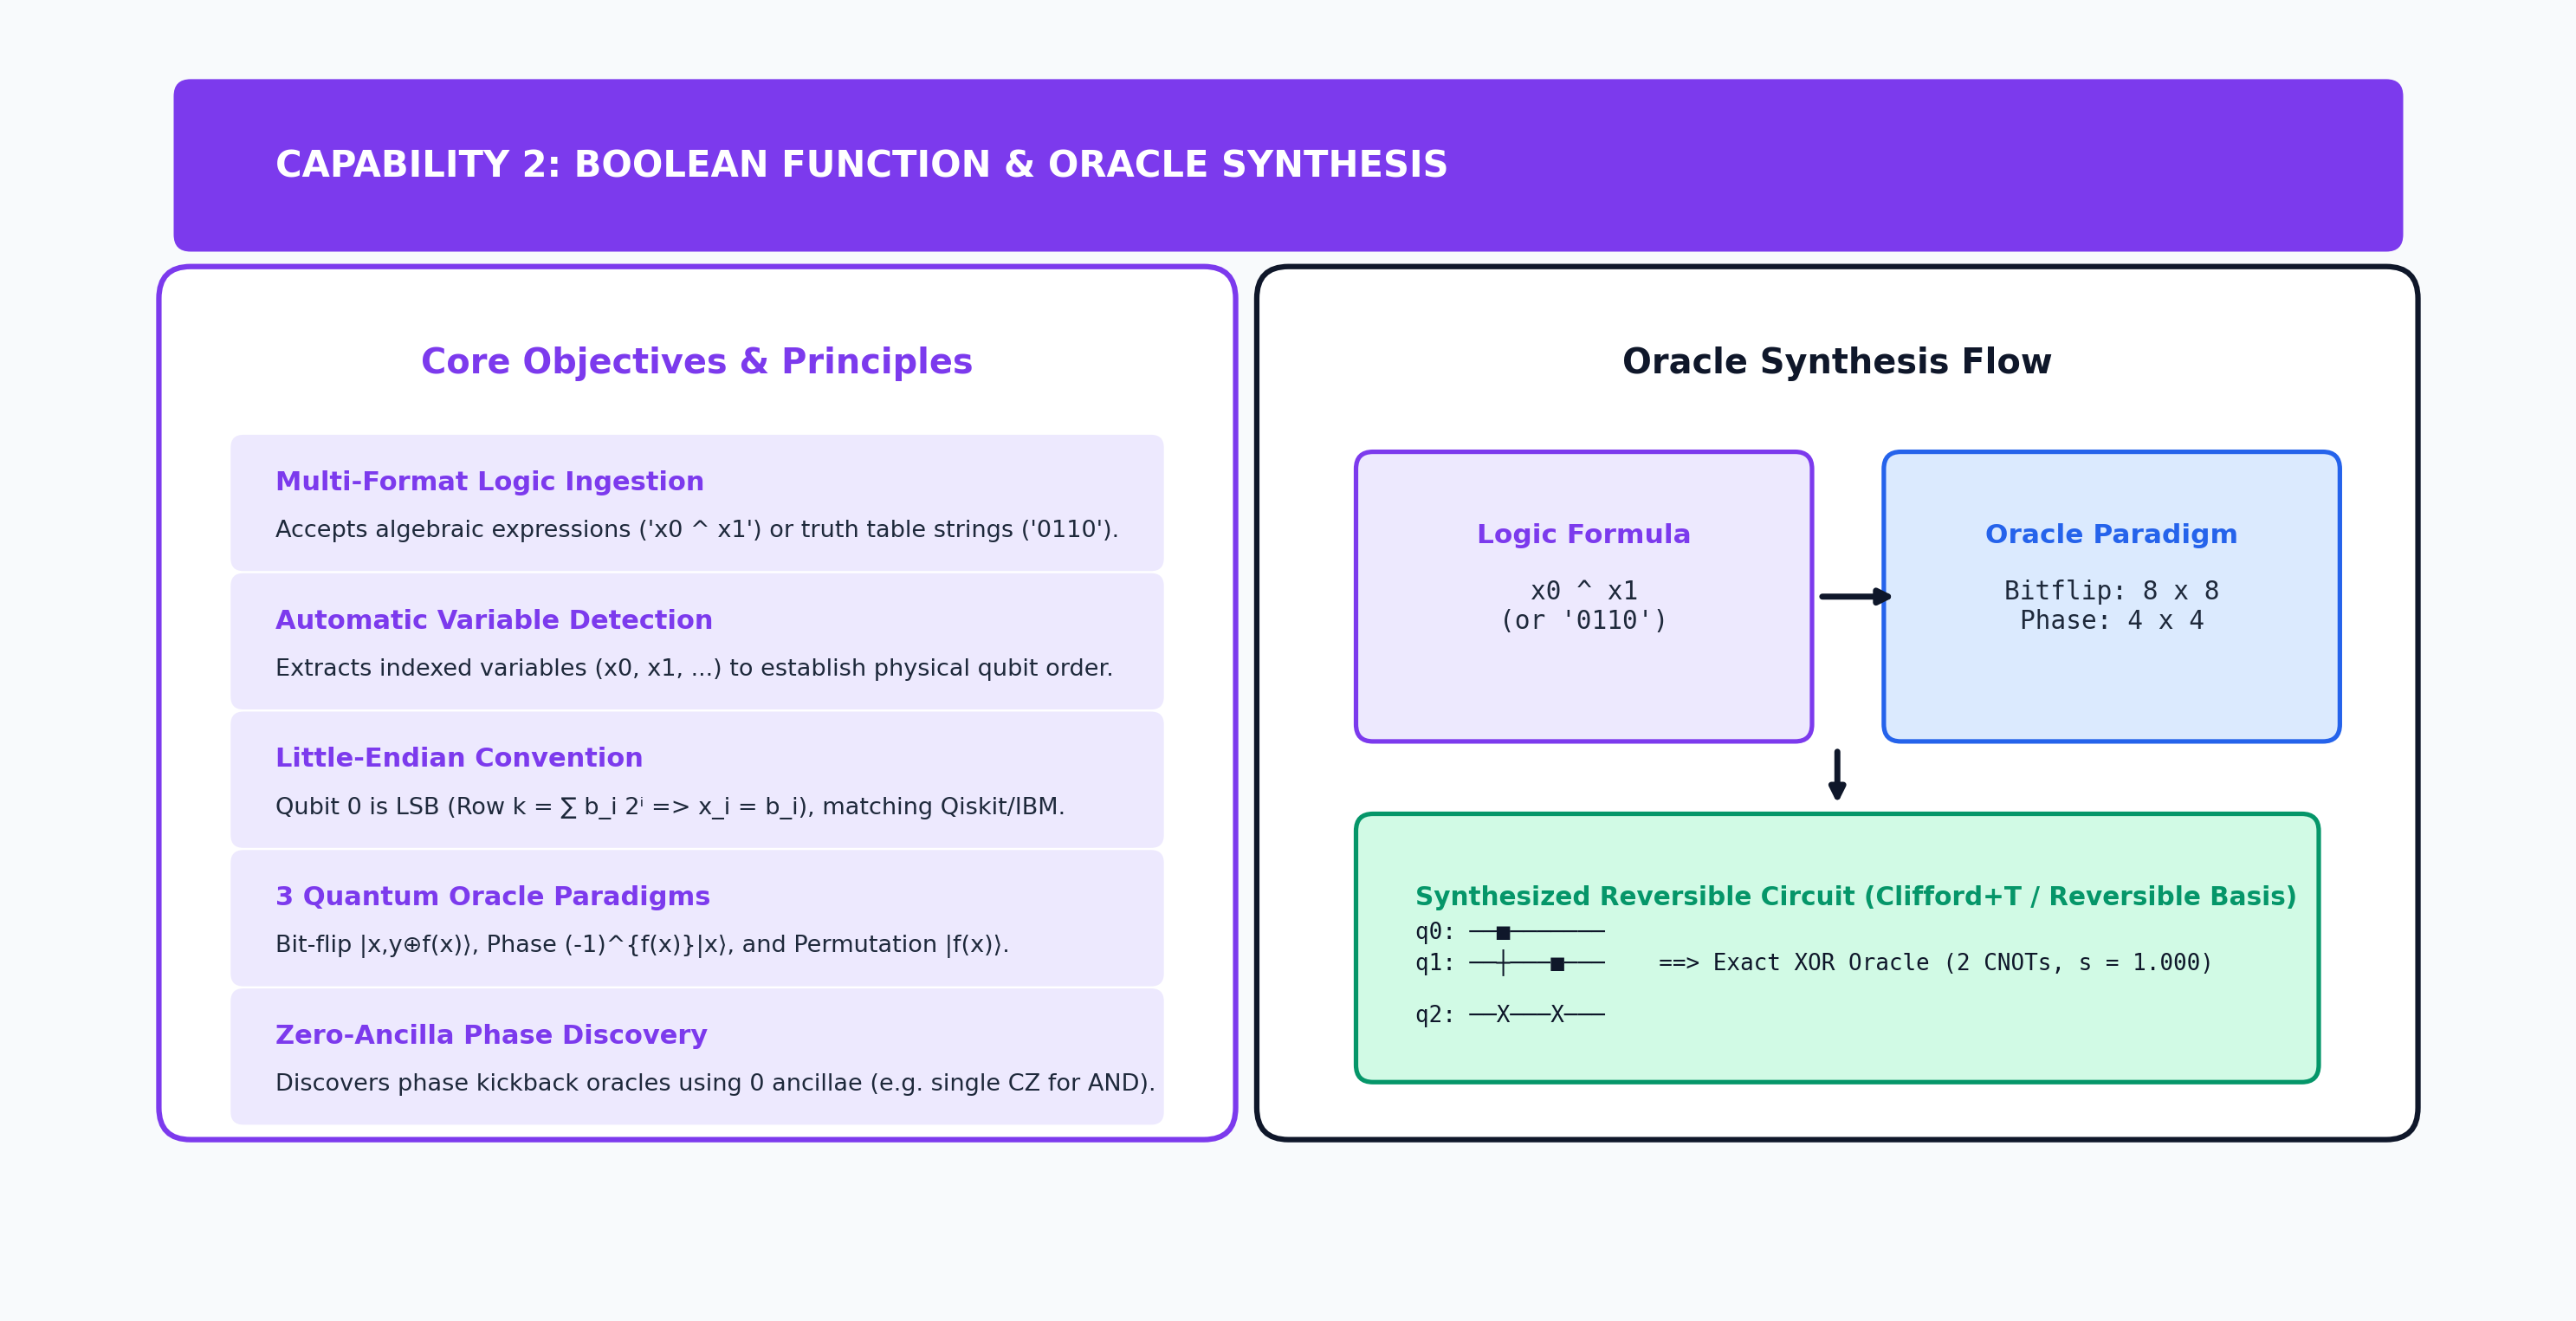 CAPABILITY 2: BOOLEAN FUNCTION & ORACLE SYNTHESIS
Core Objectives & Principles
Multi-Format Logic Ingestion
Accepts algebraic expressions ('x0 ^ x1') or truth table strings ('0110').
Automatic Variable Detection
Extracts indexed variables (x0, x1, ...) to establish physical qubit order.
Little-Endian Convention
Qubit 0 is LSB (Row k = ∑ b_i 2ⁱ => x_i = b_i), matching Qiskit/IBM.
3 Quantum Oracle Paradigms
Bit-flip |x,y⊕f(x)⟩, Phase (-1)^{f(x)}|x⟩, and Permutation |f(x)⟩.
Zero-Ancilla Phase Discovery
Discovers phase kickback oracles using 0 ancillae (e.g. single CZ for AND).
Oracle Synthesis Flow
Logic Formula
x0 ^ x1
(or '0110')
Oracle Paradigm
Bitflip: 8 x 8
Phase: 4 x 4
Synthesized Reversible Circuit (Clifford+T / Reversible Basis)
q0: ──■───────
q1: ──┼───■───    ==> Exact XOR Oracle (2 CNOTs, s = 1.000)
q2: ──X───X───